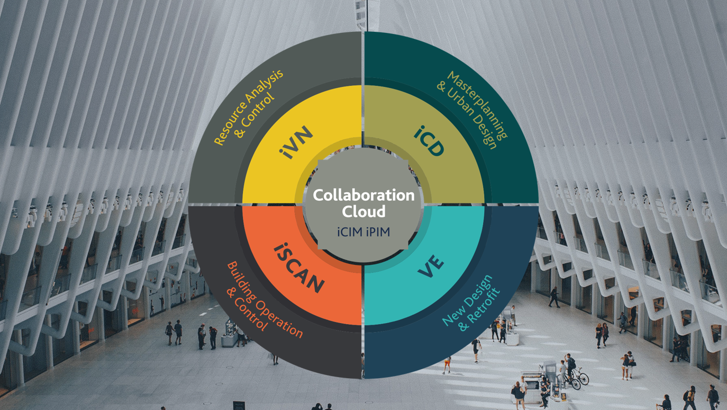 Resource Analysis
& Control
iVN
Masterplanning
& Urban Design
iCD
Collaboration
Cloud
iCIM iPIM
iSCAN
Building Operation
& Control
VE
New Design
& Retrofit